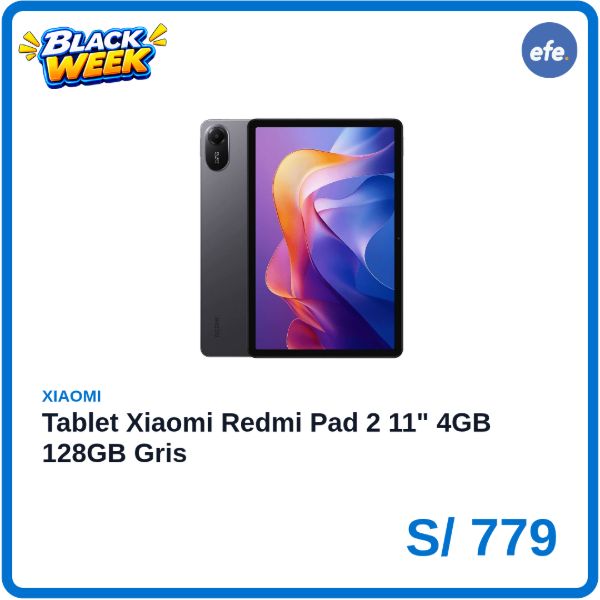 BLACK
WEEK
efe.
XIAOMI
Tablet Xiaomi Redmi Pad 2 11" 4GB
128GB Gris
S/ 779